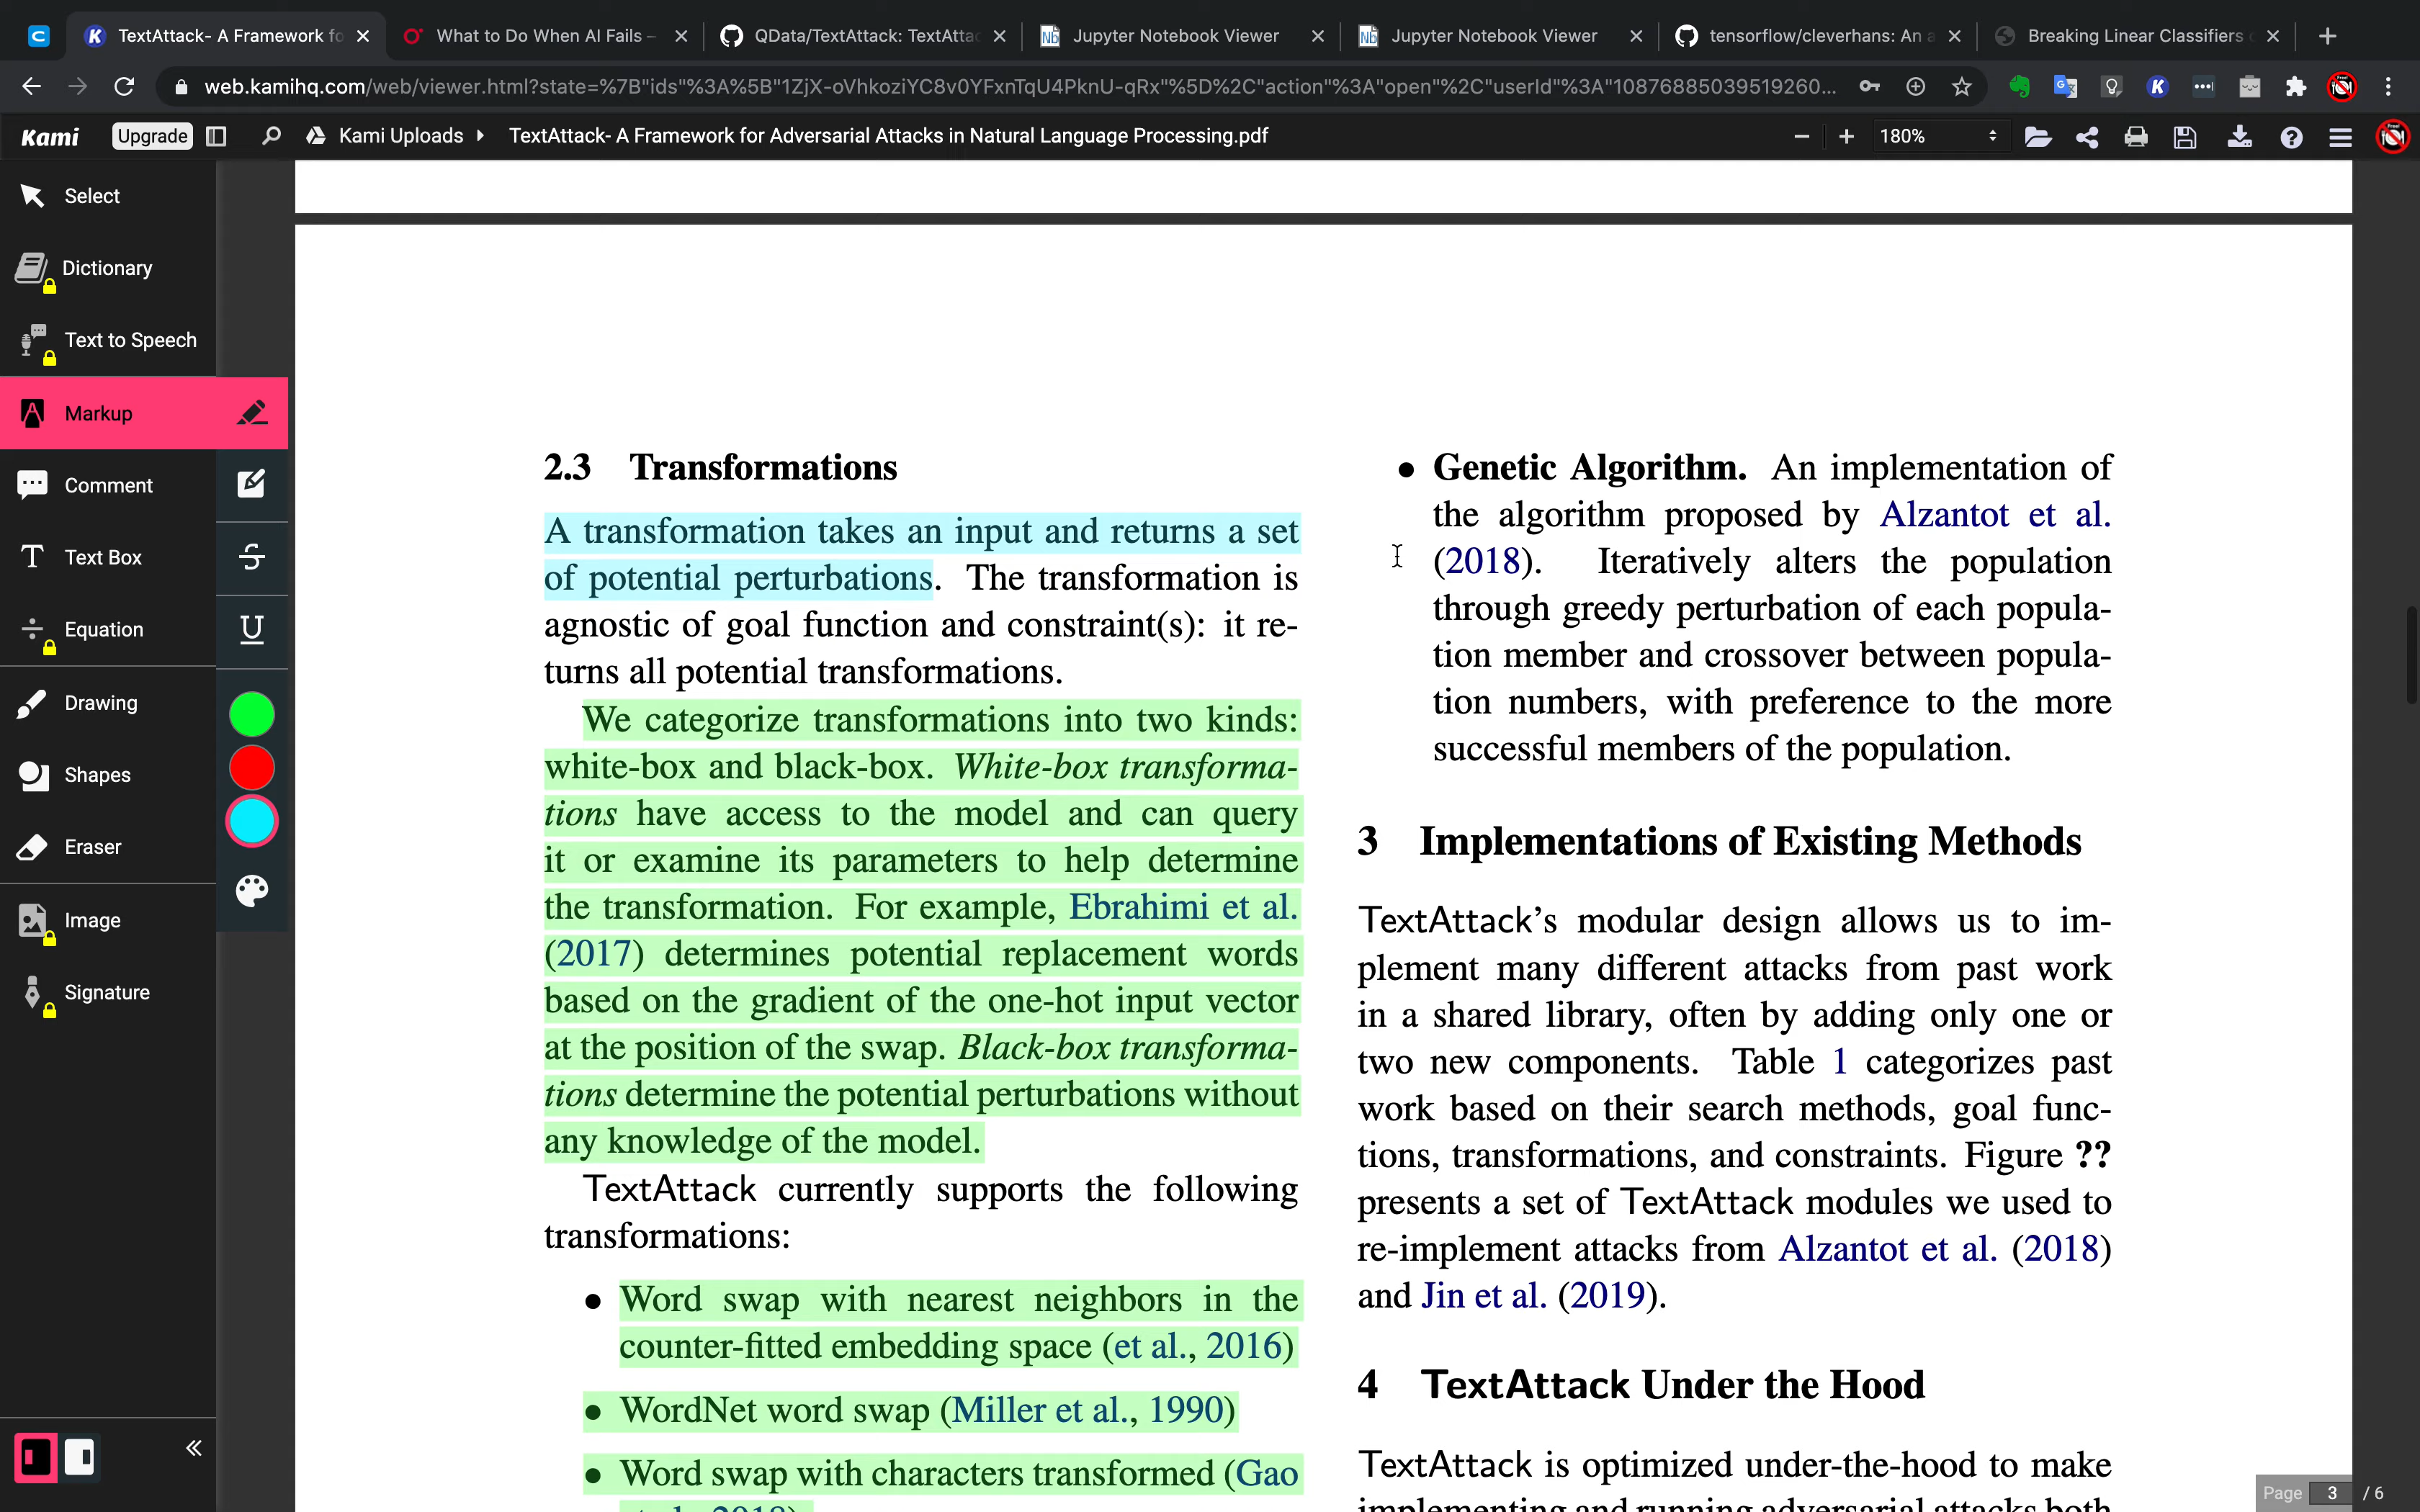 TextAttack- A Framework fo
What to Do When AI Fails –
QData/TextAttack: TextAttac
Jupyter Notebook Viewer
Jupyter Notebook Viewer
tensorflow/cleverhans: An a
Breaking Linear Classifiers
web.kamihq.com/web/viewer.html?state=%7B"ids"%3A%5B"1ZjX-oVhkoziYC8v0YFxnTqU4PknU-qRx"%5D%2C"action"%3A"open"%2C"userId"%3A"10876885039519260...
Kami
Upgrade
Kami Uploads
TextAttack- A Framework for Adversarial Attacks in Natural Language Processing.pdf
180%
Select
Dictionary
Text to Speech
Markup
Comment
Text Box
Equation
Drawing
Shapes
Eraser
Image
Signature
2.3 Transformations
A transformation takes an input and returns a set
of potential perturbations. The transformation is
agnostic of goal function and constraint(s): it re-
turns all potential transformations.
We categorize transformations into two kinds:
white-box and black-box. White-box transforma-
tions have access to the model and can query
it or examine its parameters to help determine
the transformation. For example, Ebrahimi et al.
(2017) determines potential replacement words
based on the gradient of the one-hot input vector
at the position of the swap. Black-box transforma-
tions determine the potential perturbations without
any knowledge of the model.
TextAttack currently supports the following
transformations:
• Word swap with nearest neighbors in the
counter-fitted embedding space (et al., 2016)
• WordNet word swap (Miller et al., 1990)
• Word swap with characters transformed (Gao
• Genetic Algorithm. An implementation of
the algorithm proposed by Alzantot et al.
(2018). Iteratively alters the population
through greedy perturbation of each popula-
tion member and crossover between popula-
tion numbers, with preference to the more
successful members of the population.
3 Implementations of Existing Methods
TextAttack's modular design allows us to im-
plement many different attacks from past work
in a shared library, often by adding only one or
two new components. Table 1 categorizes past
work based on their search methods, goal func-
tions, transformations, and constraints. Figure ??
presents a set of TextAttack modules we used to
re-implement attacks from Alzantot et al. (2018)
and Jin et al. (2019).
4 TextAttack Under the Hood
TextAttack is optimized under-the-hood to make
implementing and running adversarial attacks both
Page 3 / 6